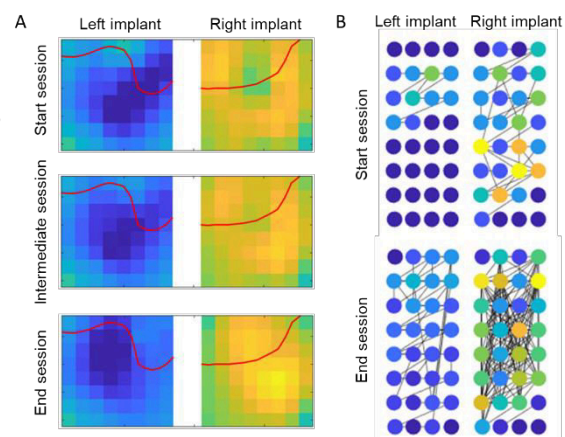 A
Left implant
Right implant
Start session
Intermediate session
End session
B
Left implant
Right implant
Start session
End session